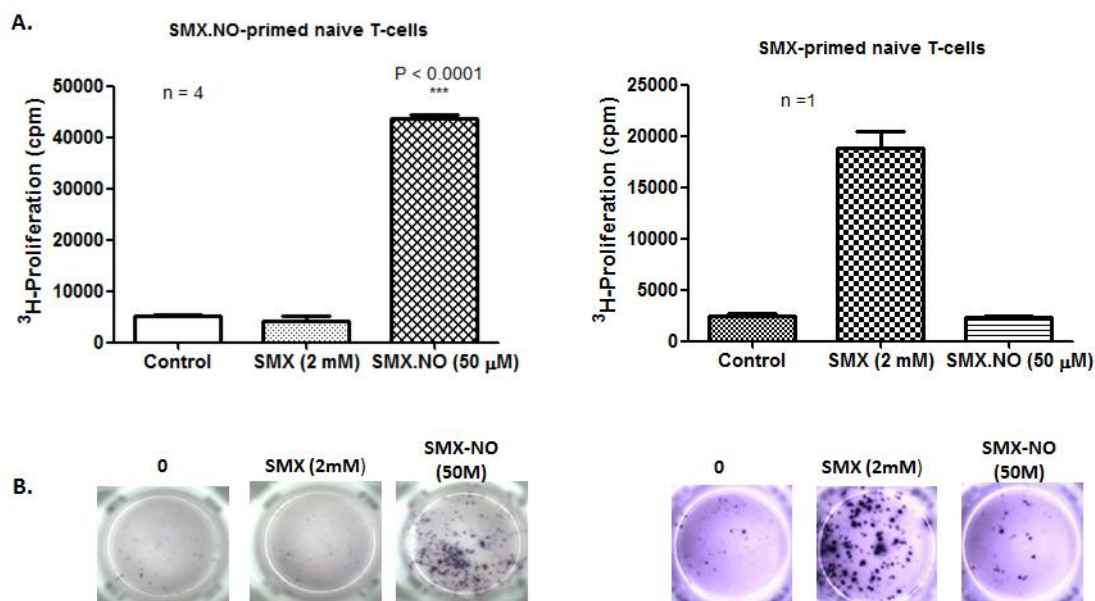 A.
SMX.NO-primed naive T-cells
³H-Proliferation (cpm)
50000
40000
30000
20000
10000
0
n = 4
P < 0.0001
***
Control
SMX (2 mM)
SMX.NO (50 μM)
SMX-primed naive T-cells
³H-Proliferation (cpm)
25000
20000
15000
10000
5000
0
n =1
Control
SMX (2 mM)
SMX.NO (50 μM)
B.
0
SMX (2mM)
SMX-NO
(50M)
0
SMX (2mM)
SMX-NO
(50M)